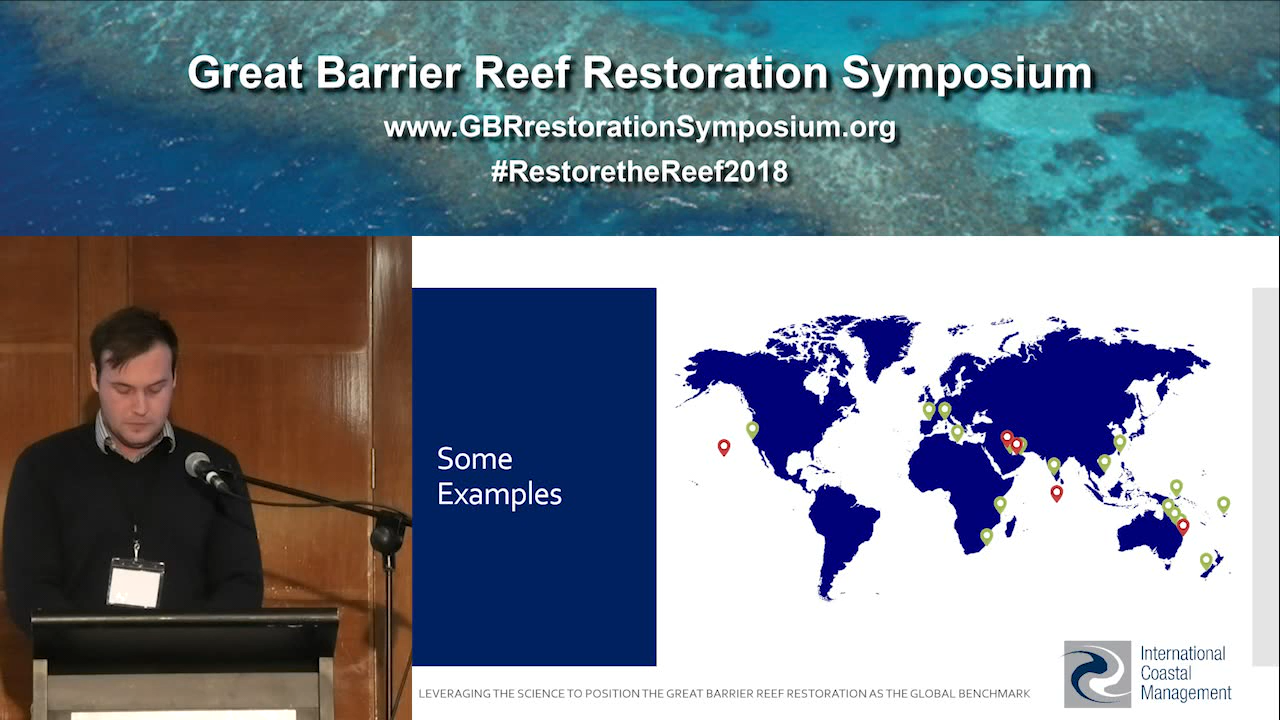 Great Barrier Reef Restoration Symposium
www.GBRrestorationSymposium.org
#RestoretheReef2018
Some
Examples
LEVERAGING THE SCIENCE TO POSITION THE GREAT BARRIER REEF RESTORATION AS THE GLOBAL BENCHMARK
International
Coastal
Management